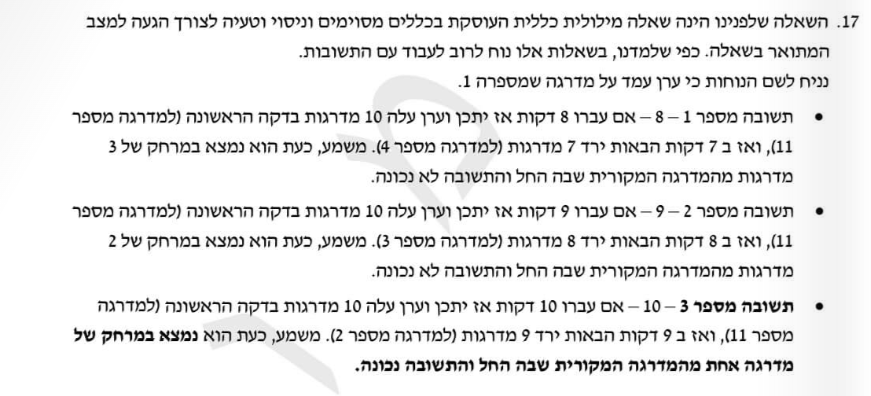 17. השאלה שלפנינו הינה שאלה מילולית כללית העוסקת בכללים מסוימים וניסוי וטעיה לצורך הגעה למצב
המתואר בשאלה. כפי שלמדנו, בשאלות אלו נוח לרוב לעבוד עם התשובות.
נניח לשם הנוחות כי ערן עמד על מדרגה שמספרה 1.
• תשובה מספר 1 – 8 – אם עברו 8 דקות אז יתכן וערן עלה 10 מדרגות בדקה הראשונה (למדרגה מספר
11), ואז ב 7 דקות הבאות ירד 7 מדרגות (למדרגה מספר 4). משמע, כעת הוא נמצא במרחק של 3
מדרגות מהמדרגה המקורית שבה החל והתשובה לא נכונה.
• תשובה מספר 2 – 9 – אם עברו 9 דקות אז יתכן וערן עלה 10 מדרגות בדקה הראשונה (למדרגה מספר
11), ואז ב 8 דקות הבאות ירד 8 מדרגות (למדרגה מספר 3). משמע, כעת הוא נמצא במרחק של 2
מדרגות מהמדרגה המקורית שבה החל והתשובה לא נכונה.
• תשובה מספר 3 – 10 – אם עברו 10 דקות אז יתכן וערן עלה 10 מדרגות בדקה הראשונה (למדרגה
מספר 11), ואז ב 9 דקות הבאות ירד 9 מדרגות (למדרגה מספר 2). משמע, כעת הוא נמצא במרחק של
מדרגה אחת מהמדרגה המקורית שבה החל והתשובה נכונה.